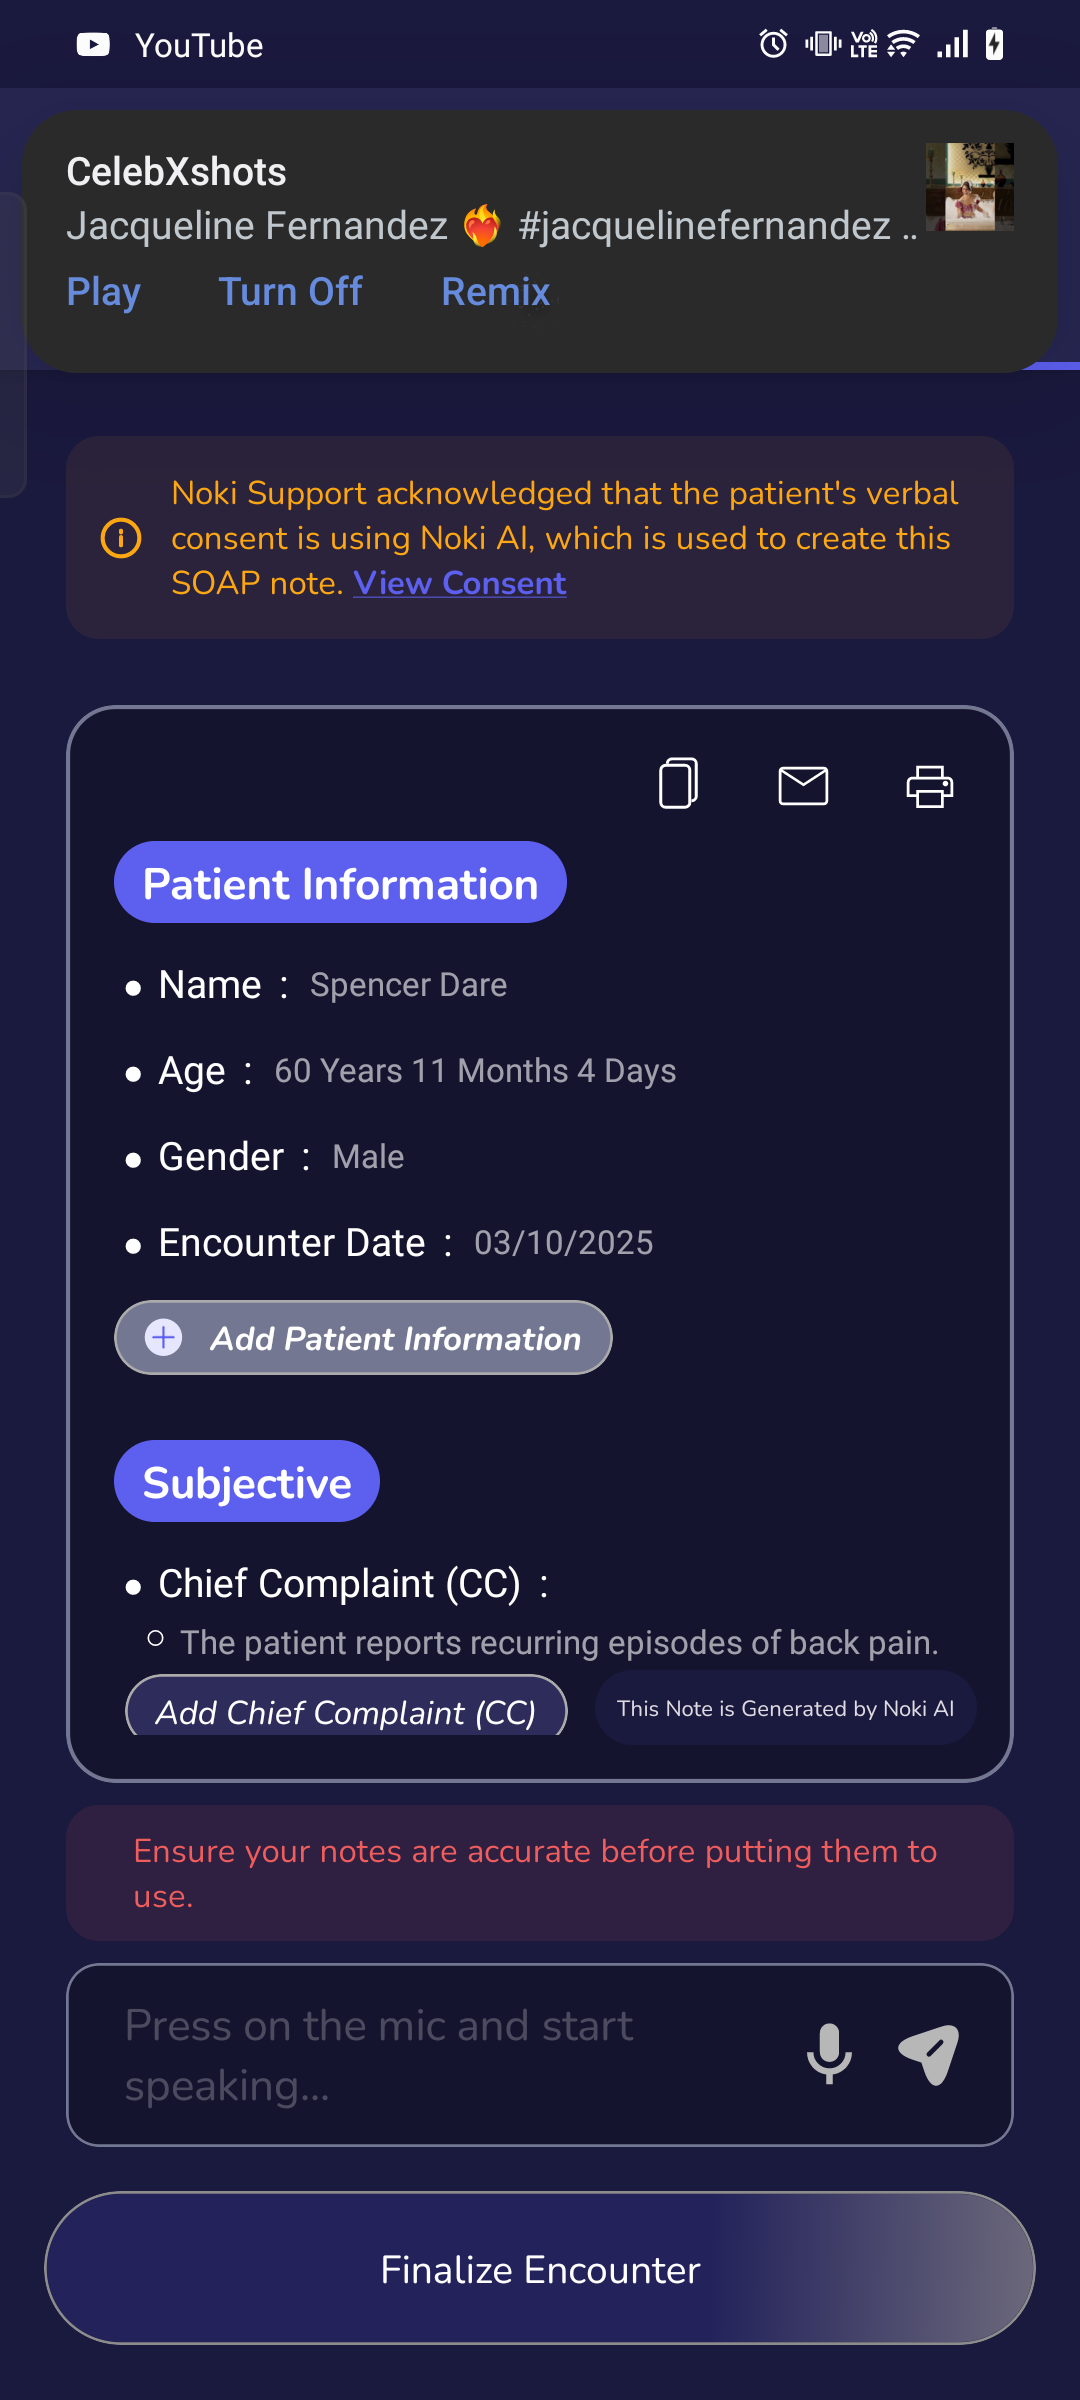 YouTube
CelebXshots
Jacqueline Fernandez ❤️‍🔥 #jacquelinefernandez ..
Play Turn Off Remix
Noki Support acknowledged that the patient's verbal
consent is using Noki AI, which is used to create this
SOAP note. View Consent
Patient Information
• Name : Spencer Dare
• Age : 60 Years 11 Months 4 Days
• Gender : Male
• Encounter Date : 03/10/2025
Add Patient Information
Subjective
• Chief Complaint (CC) :
○ The patient reports recurring episodes of back pain.
Add Chief Complaint (CC)
This Note is Generated by Noki AI
Ensure your notes are accurate before putting them to
use.
Press on the mic and start
speaking...
Finalize Encounter